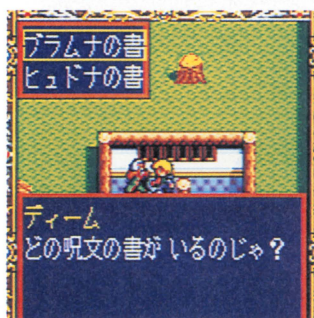 ブラムナの書
ヒュドナの書
ディーム
どの呪文の書が いるのじゃ？